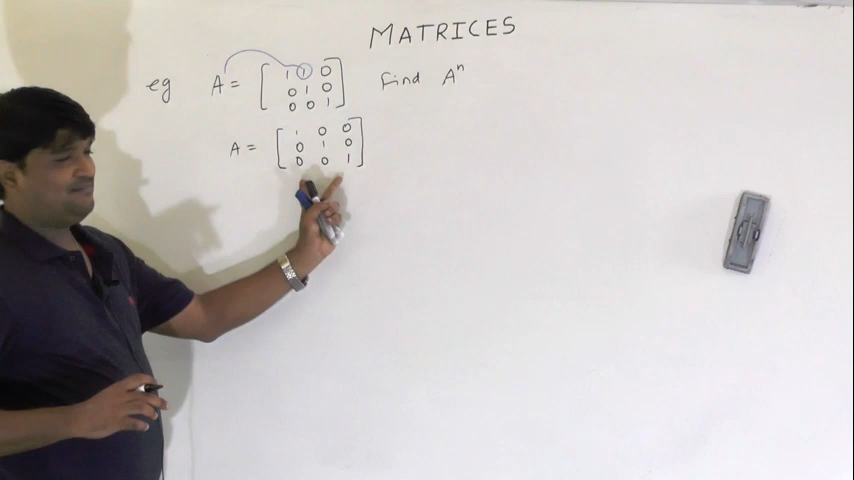 MATRICES
eg A = [ 1 1 0 Find Aⁿ
0 1 0
0 0 1 ]
A = [ 1 0 0
0 1 0
0 0 1 ]